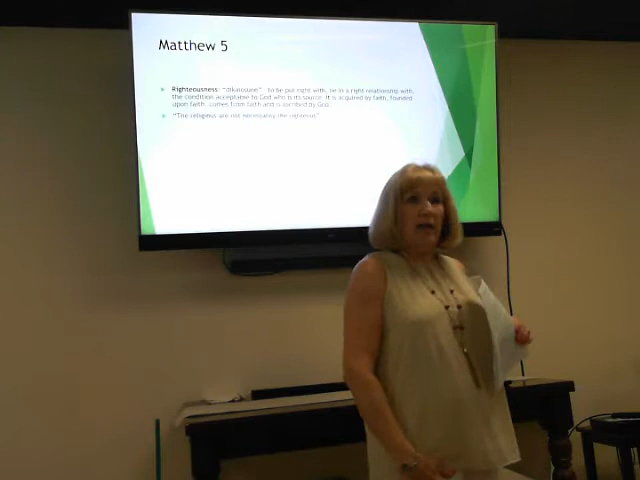 Matthew 5
Righteousness: "dikaiosune" - to be put right with, be in a right relationship with,
the condition acceptable to God who is its source. It is acquired by faith, founded
upon faith, comes from faith and is ascribed by God.
"The religious are not necessarily the righteous"